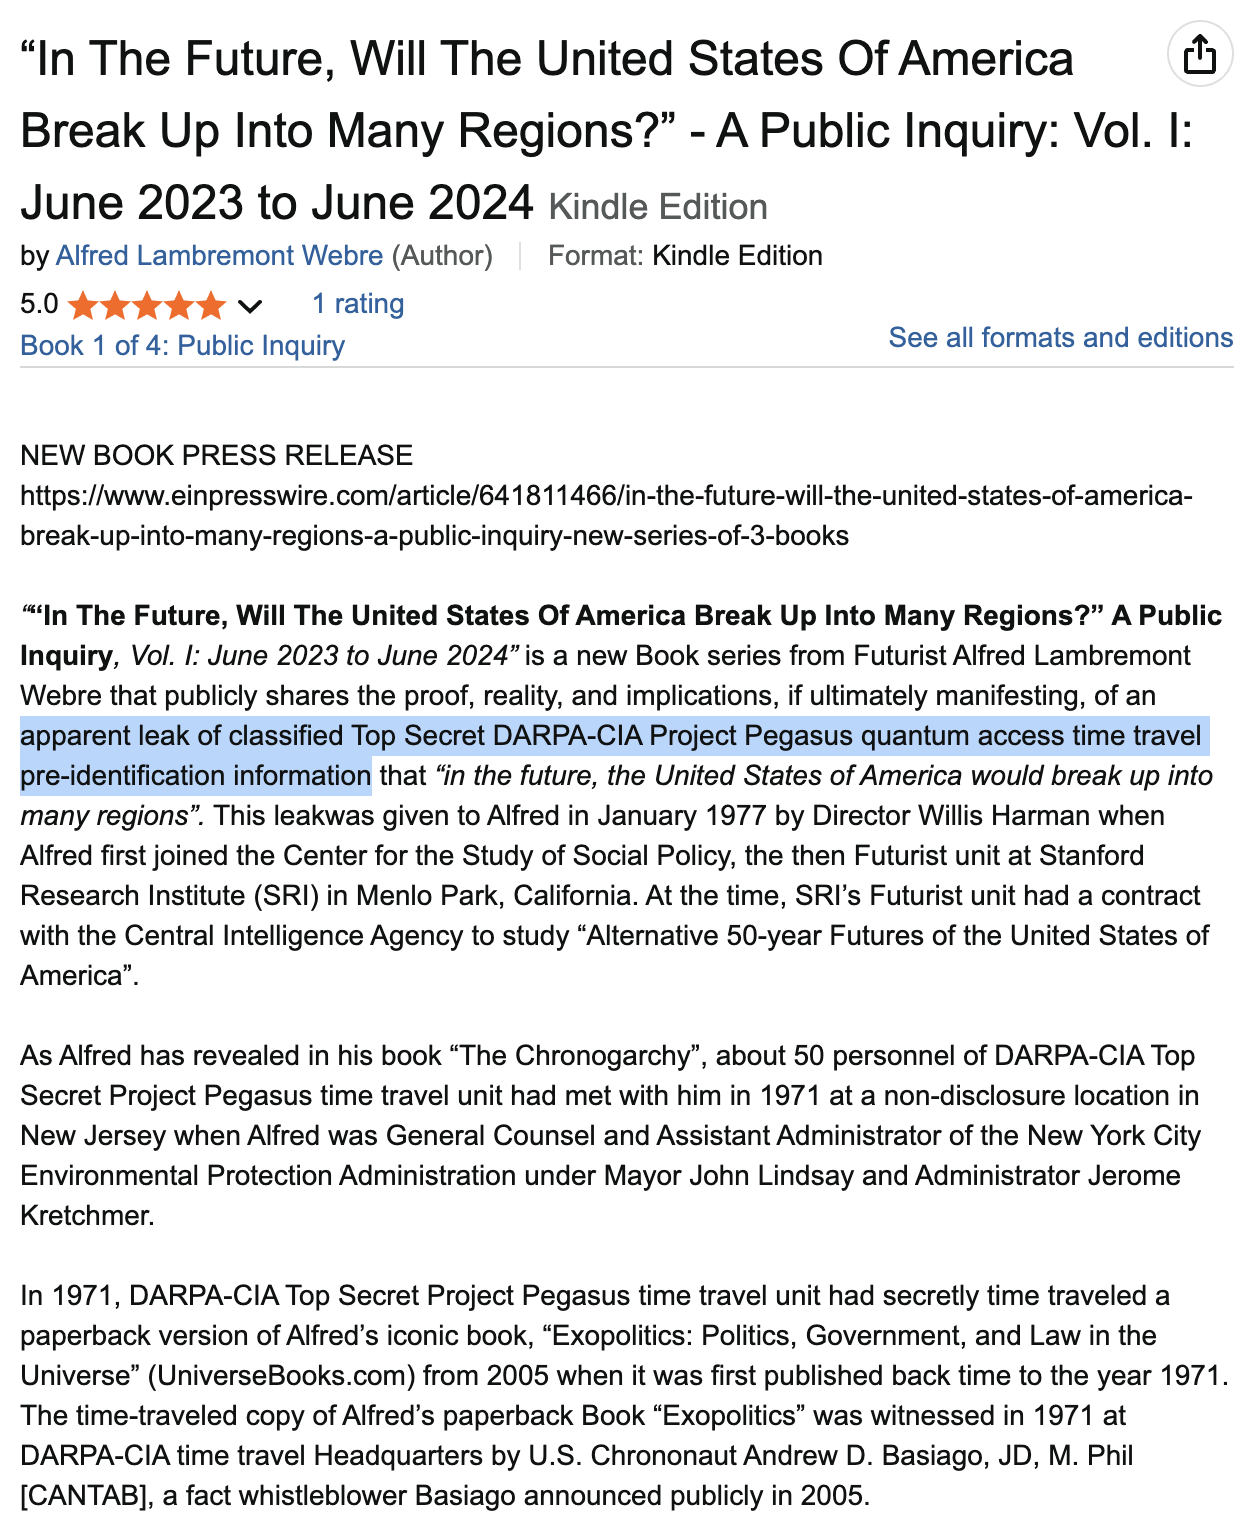 “In The Future, Will The United States Of America
Break Up Into Many Regions?” - A Public Inquiry: Vol. I:
June 2023 to June 2024 Kindle Edition
by Alfred Lambremont Webre (Author) Format: Kindle Edition
5.0 1 rating
Book 1 of 4: Public Inquiry
See all formats and editions
NEW BOOK PRESS RELEASE
https://www.einpresswire.com/article/641811466/in-the-future-will-the-united-states-of-america-
break-up-into-many-regions-a-public-inquiry-new-series-of-3-books
““In The Future, Will The United States Of America Break Up Into Many Regions?” A Public
Inquiry, Vol. I: June 2023 to June 2024” is a new Book series from Futurist Alfred Lambremont
Webre that publicly shares the proof, reality, and implications, if ultimately manifesting, of an
apparent leak of classified Top Secret DARPA-CIA Project Pegasus quantum access time travel
pre-identification information that “in the future, the United States of America would break up into
many regions”. This leakwas given to Alfred in January 1977 by Director Willis Harman when
Alfred first joined the Center for the Study of Social Policy, the then Futurist unit at Stanford
Research Institute (SRI) in Menlo Park, California. At the time, SRI’s Futurist unit had a contract
with the Central Intelligence Agency to study “Alternative 50-year Futures of the United States of
America”.
As Alfred has revealed in his book “The Chronogarchy”, about 50 personnel of DARPA-CIA Top
Secret Project Pegasus time travel unit had met with him in 1971 at a non-disclosure location in
New Jersey when Alfred was General Counsel and Assistant Administrator of the New York City
Environmental Protection Administration under Mayor John Lindsay and Administrator Jerome
Kretchmer.
In 1971, DARPA-CIA Top Secret Project Pegasus time travel unit had secretly time traveled a
paperback version of Alfred’s iconic book, “Exopolitics: Politics, Government, and Law in the
Universe” (UniverseBooks.com) from 2005 when it was first published back time to the year 1971.
The time-traveled copy of Alfred’s paperback Book “Exopolitics” was witnessed in 1971 at
DARPA-CIA time travel Headquarters by U.S. Chrononaut Andrew D. Basiago, JD, M. Phil
[CANTAB], a fact whistleblower Basiago announced publicly in 2005.